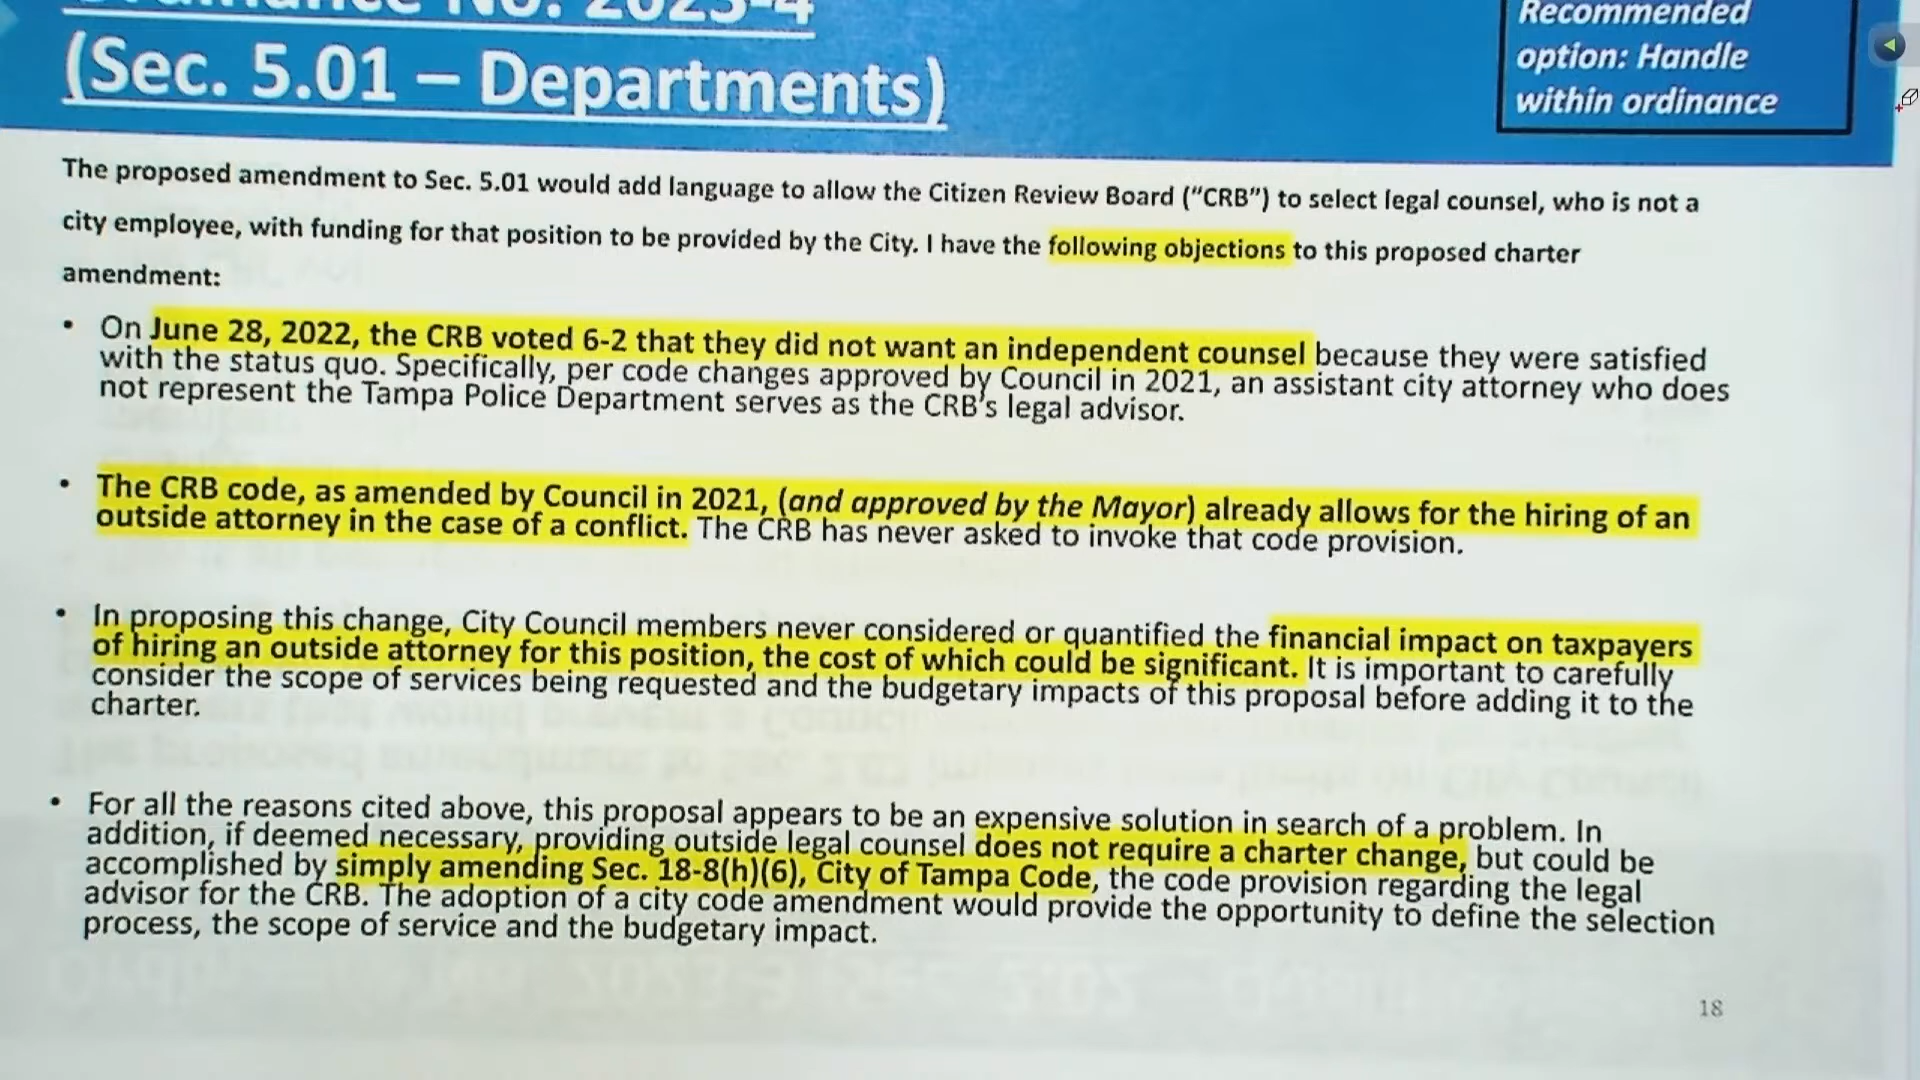 Ordinance No. 2023-4
(Sec. 5.01 – Departments)
Recommended
option: Handle
within ordinance
The proposed amendment to Sec. 5.01 would add language to allow the Citizen Review Board (“CRB”) to select legal counsel, who is not a
city employee, with funding for that position to be provided by the City. I have the following objections to this proposed charter
amendment:
• On June 28, 2022, the CRB voted 6-2 that they did not want an independent counsel because they were satisfied
with the status quo. Specifically, per code changes approved by Council in 2021, an assistant city attorney who does
not represent the Tampa Police Department serves as the CRB’s legal advisor.
• The CRB code, as amended by Council in 2021, (and approved by the Mayor) already allows for the hiring of an
outside attorney in the case of a conflict. The CRB has never asked to invoke that code provision.
• In proposing this change, City Council members never considered or quantified the financial impact on taxpayers
of hiring an outside attorney for this position, the cost of which could be significant. It is important to carefully
consider the scope of services being requested and the budgetary impacts of this proposal before adding it to the
charter.
• For all the reasons cited above, this proposal appears to be an expensive solution in search of a problem. In
addition, if deemed necessary, providing outside legal counsel does not require a charter change, but could be
accomplished by simply amending Sec. 18-8(h)(6), City of Tampa Code, the code provision regarding the legal
advisor for the CRB. The adoption of a city code amendment would provide the opportunity to define the selection
process, the scope of service and the budgetary impact.
18